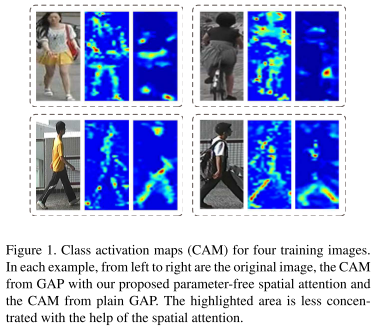 Figure 1. Class activation maps (CAM) for four training images.
In each example, from left to right are the original image, the CAM
from GAP with our proposed parameter-free spatial attention and
the CAM from plain GAP. The highlighted area is less concen-
trated with the help of the spatial attention.